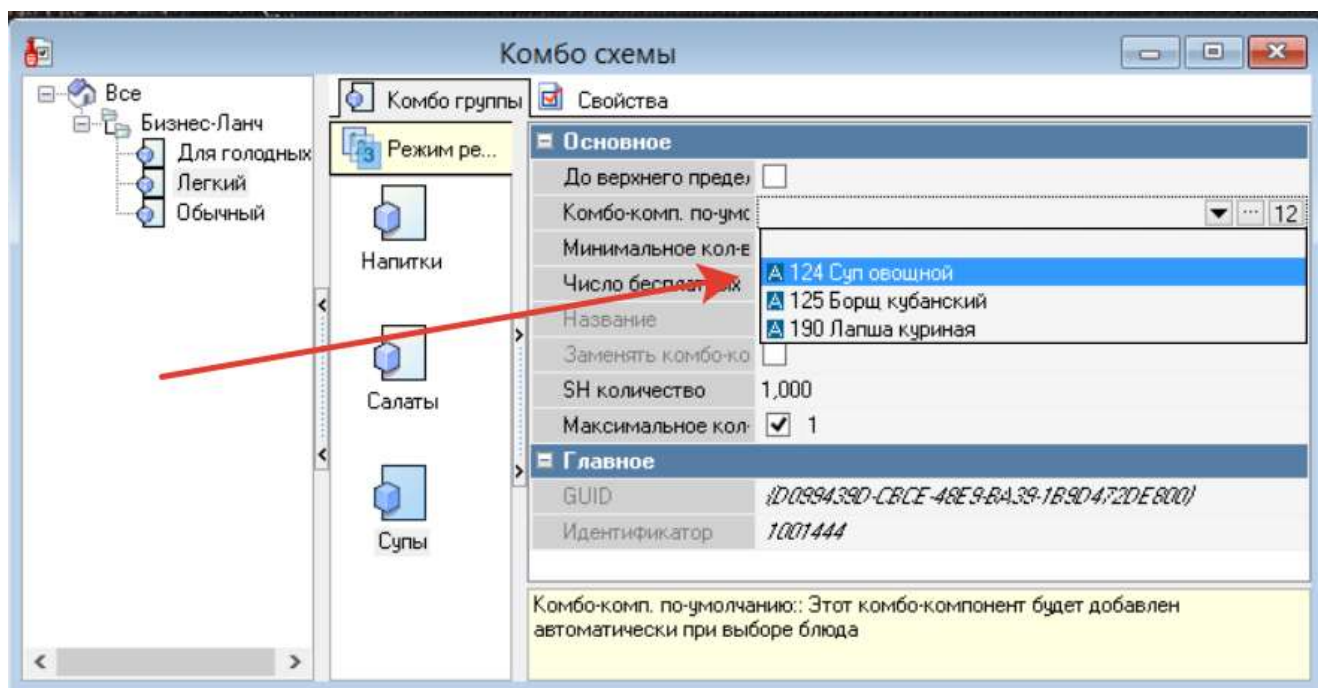 Комбо схемы
Все
Бизнес-Ланч
Для голодных
Легкий
Обычный
Комбо группы
Режим ре...
Напитки
Салаты
Супы
Свойства
Основное
До верхнего предел
Комбо-комп. по-умс
12
Минимальное кол-в
124 Суп овощной
Число бесплатных
125 Борщ кубанский
Название
190 Лапша куриная
Заменять комбо-ко
SH количество 1,000
Максимальное кол- 1
Главное
GUID {D099439D-CBCE-48E9-BA39-1B9D472DE800}
Идентификатор 1001444
Комбо-комп. по-умолчанию:: Этот комбо-компонент будет добавлен
автоматически при выборе блюда